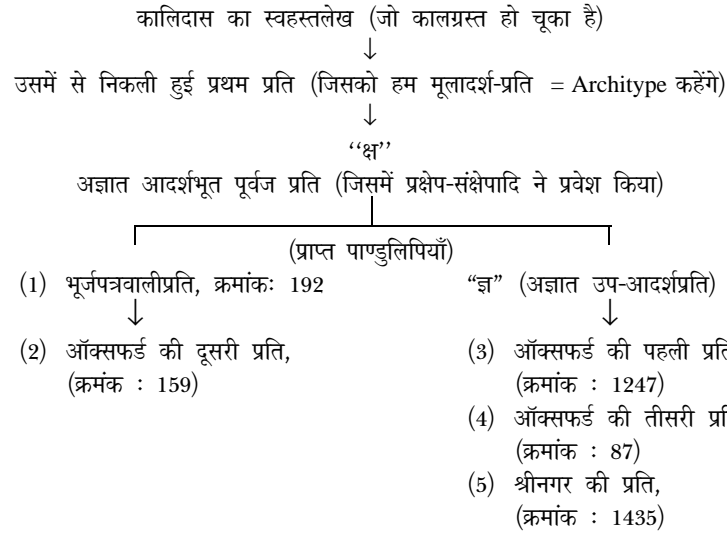 कालिदास का स्वहस्तलेख (जो कालग्रस्त हो चूका है)
↓
उसमें से निकली हुई प्रथम प्रति (जिसको हम मूलादर्श-प्रति = Architype कहेंगे)
↓
‘‘क्ष’’
अज्ञात आदर्शभूत पूर्वज प्रति (जिसमें प्रक्षेप-संक्षेपादि ने प्रवेश किया)
(प्राप्त पाण्डुलिपियाँ)
(1) भूर्जपत्रवालीप्रति, क्रमांकः 192
↓
(2) ऑक्सफर्ड की दूसरी प्रति,
(क्रमंक : 159)
“ज्ञ” (अज्ञात उप-आदर्शप्रति)
↓
(3) ऑक्सफर्ड की पहली
(क्रमांक : 1247)
(4) ऑक्सफर्ड की तीसरी
(क्रमांक : 87)
(5) श्रीनगर की प्रति,
(क्रमांक : 1435)